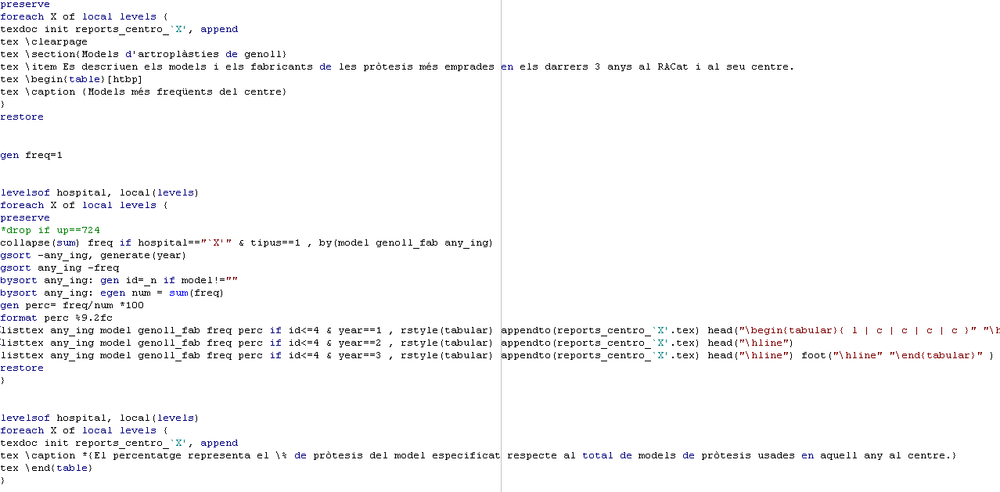 preserve
foreach X of local levels {
texdoc init reports_centro_`X', append
tex \clearpage
tex \section{Models d'artroplàsties de genoll}
tex \item Es descriuen els models i els fabricants de les pròtesis més emprades en els darrers 3 anys al RACat i al seu centre.
tex \begin{table}[htbp]
tex \caption {Models més freqüents del centre}
}
restore
gen freq=1
levelsof hospital, local(levels)
foreach X of local levels {
preserve
*drop if up==724
collapse(sum) freq if hospital=="`X'" & tipus==1 , by(model genoll_fab any_ing)
gsort -any_ing, generate(year)
gsort any_ing -freq
bysort any_ing: gen id=_n if model!=""
bysort any_ing: egen num = sum(freq)
gen perc= freq/num *100
format perc %9.2fc
listtex any_ing model genoll_fab freq perc if id<=4 & year==1 , rstyle(tabular) appendto(reports_centro_`X'.tex) head("\begin{tabular}{ l | c | c | c | c }" "\h
listtex any_ing model genoll_fab freq perc if id<=4 & year==2 , rstyle(tabular) appendto(reports_centro_`X'.tex) head("\hline")
listtex any_ing model genoll_fab freq perc if id<=4 & year==3 , rstyle(tabular) appendto(reports_centro_`X'.tex) head("\hline") foot("\hline" "\end{tabular}" )
restore
}
levelsof hospital, local(levels)
foreach X of local levels {
texdoc init reports_centro_`X', append
tex \caption *{El percentatge representa el \% de pròtesis del model especificat respecte al total de models de pròtesis usades en aquell any al centre.}
tex \end{table}
}